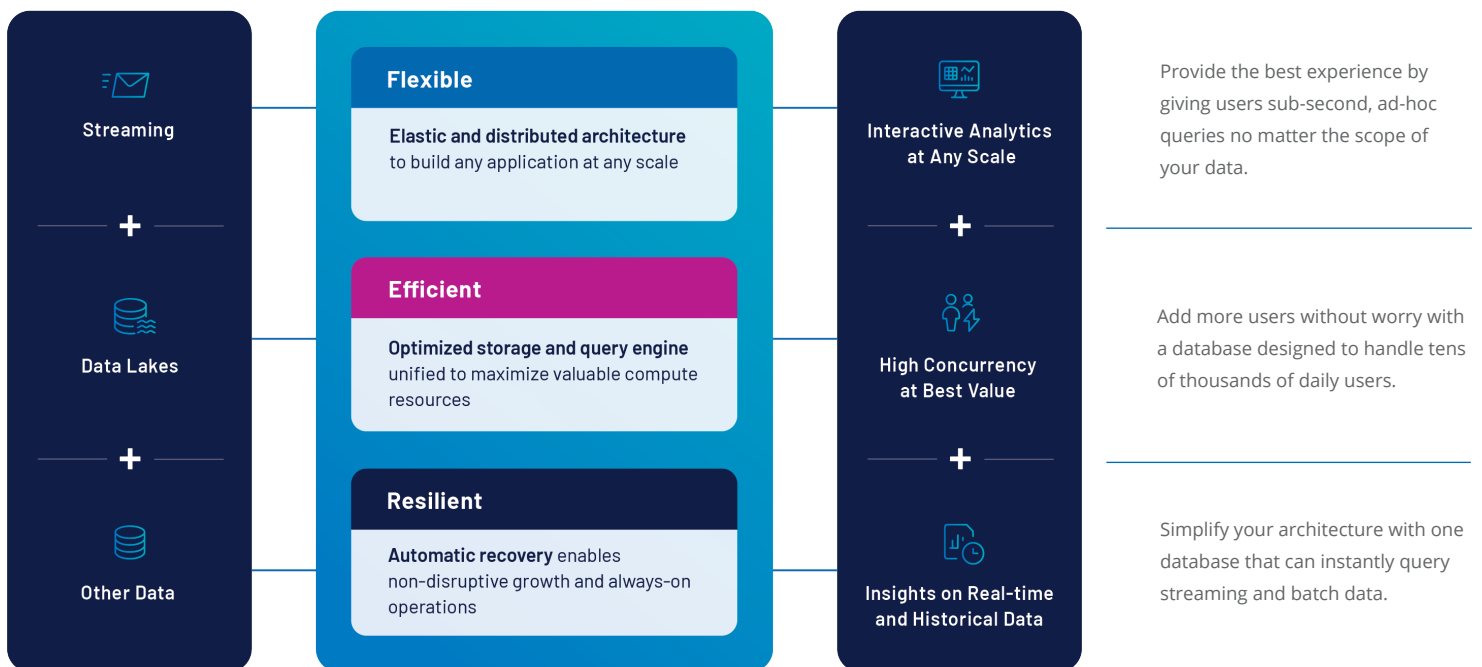 Streaming
Data Lakes
Other Data
Flexible
Elastic and distributed architecture
to build any application at any scale
Efficient
Optimized storage and query engine
unified to maximize valuable compute
resources
Resilient
Automatic recovery enables
non-disruptive growth and always-on
operations
Interactive Analytics
at Any Scale
High Concurrency
at Best Value
Insights on Real-time
and Historical Data
Provide the best experience by
giving users sub-second, ad-hoc
queries no matter the scope of
your data.
Add more users without worry with
a database designed to handle tens
of thousands of daily users.
Simplify your architecture with one
database that can instantly query
streaming and batch data.